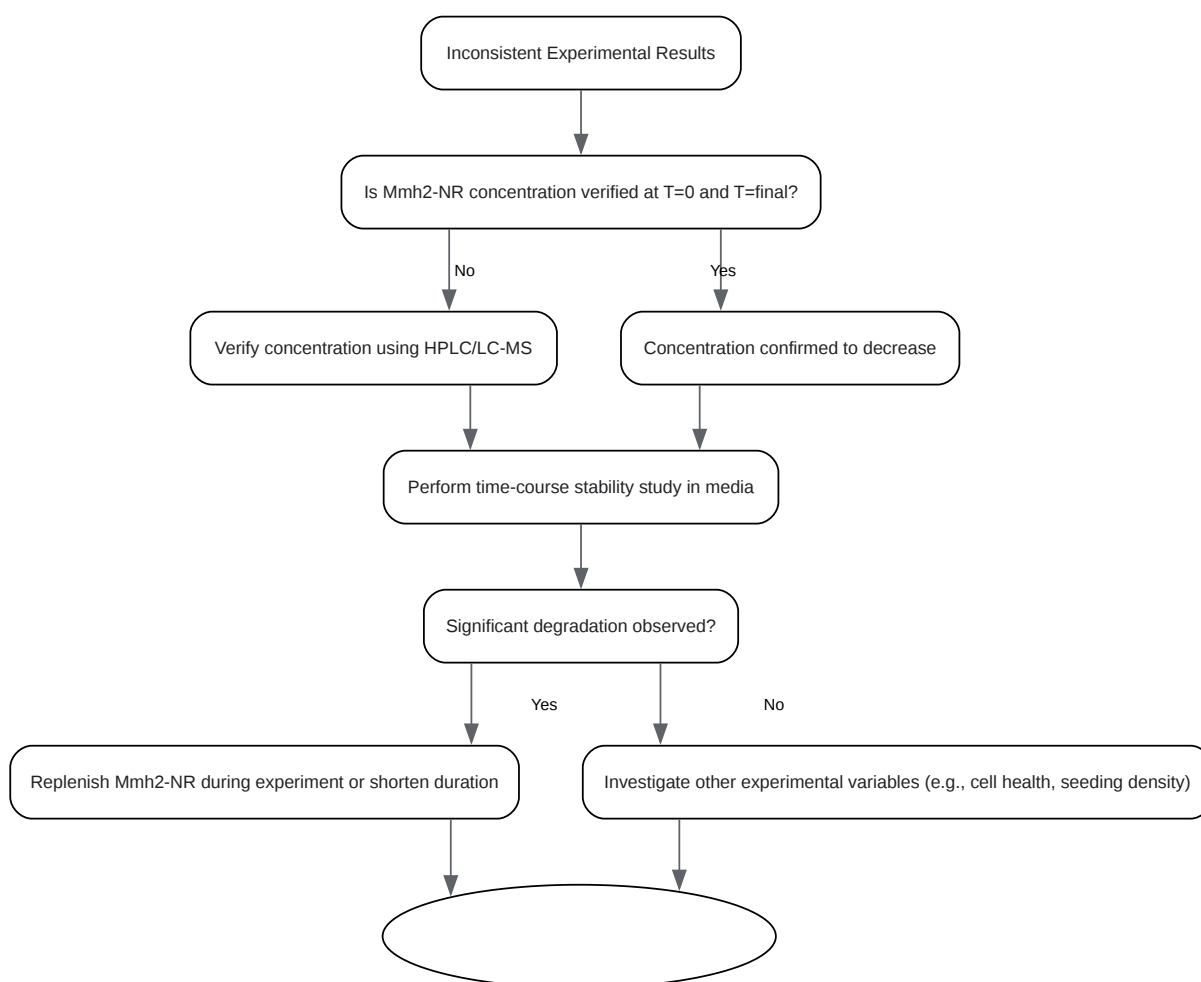 Inconsistent Experimental Results
Is Mmh2-NR concentration verified at T=0 and T=final?
No
Yes
Verify concentration using HPLC/LC-MS
Concentration confirmed to decrease
Perform time-course stability study in media
Significant degradation observed?
Yes
No
Replenish Mmh2-NR during experiment or shorten duration
Investigate other experimental variables (e.g., cell health, seeding density)